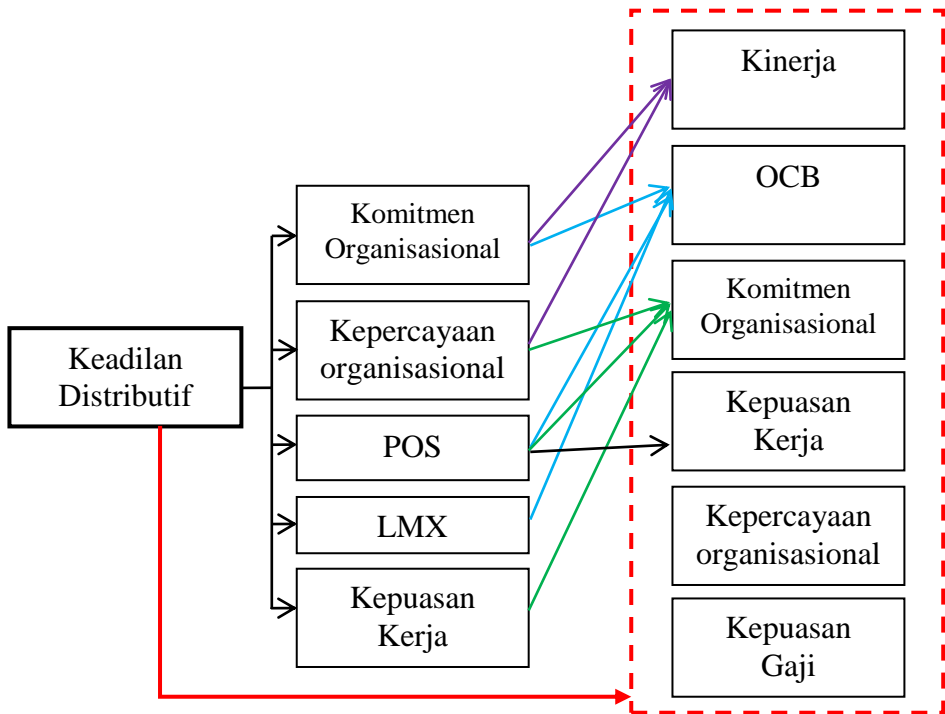 Keadilan
Distributif
Komitmen
Organisasional
Kepercayaan
organisasional
POS
LMX
Kepuasan
Kerja
Kinerja
OCB
Komitmen
Organisasional
Kepuasan
Kerja
Kepercayaan
organisasional
Kepuasan
Gaji